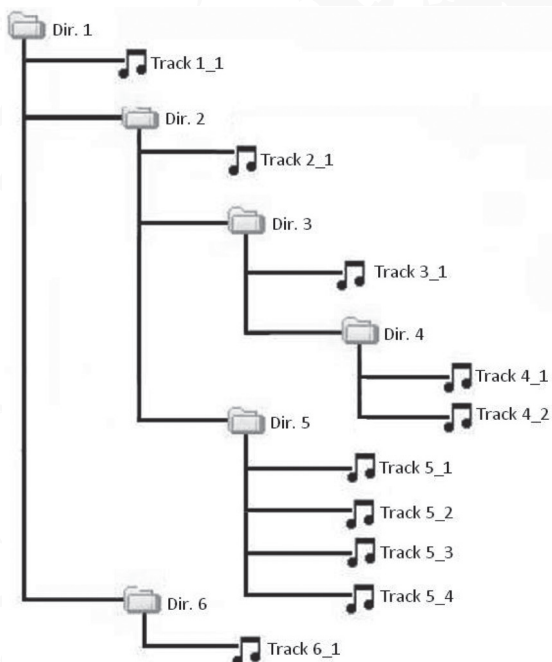 Dir. 1
Track 1_1
Dir. 2
Track 2_1
Dir. 3
Track 3_1
Dir. 4
Track 4_1
Track 4_2
Dir. 5
Track 5_1
Track 5_2
Track 5_3
Track 5_4
Dir. 6
Track 6_1